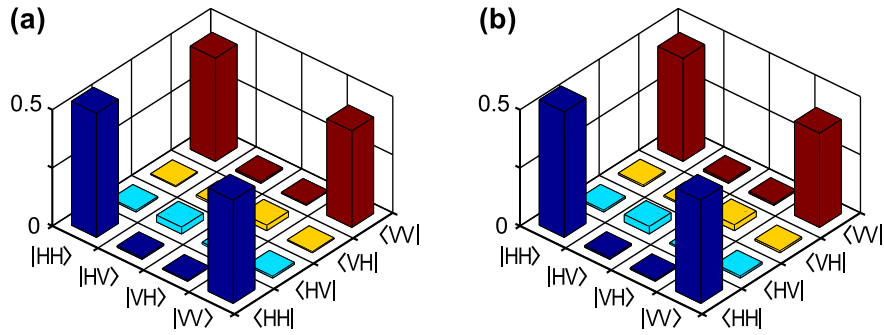 (a)
0.5
0
|HH⟩
|HV⟩
|VH⟩
|VV⟩
⟨HH|
⟨HV|
⟨VH|
⟨VV|
(b)
0.5
0
|HH⟩
|HV⟩
|VH⟩
|VV⟩
⟨HH|
⟨HV|
⟨VH|
⟨VV|